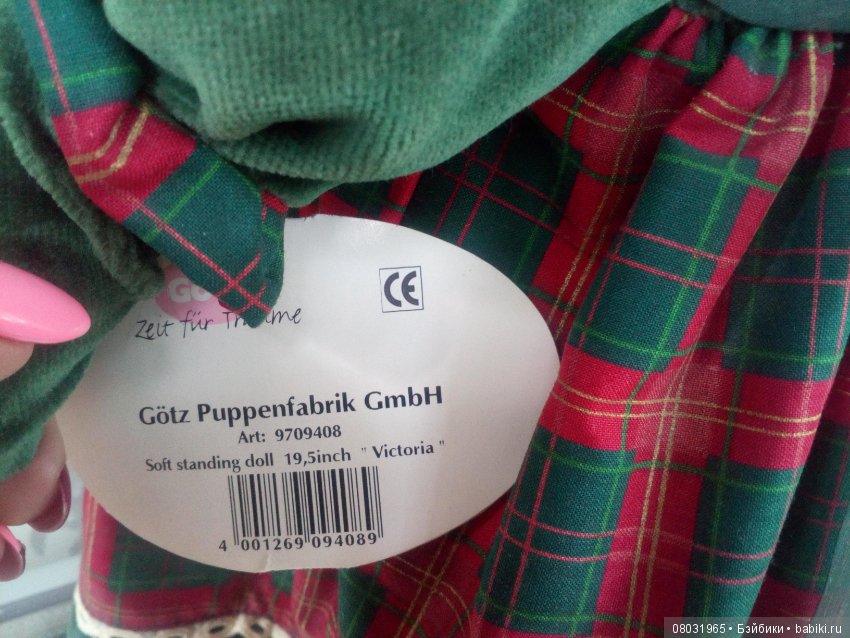 CE
Zeit für
Götz Puppenfabrik GmbH
Art: 9709408
Soft standing doll 19,5inch " Victoria "
4 001269 094089
08031965 • Бэйбики • babiki.ru